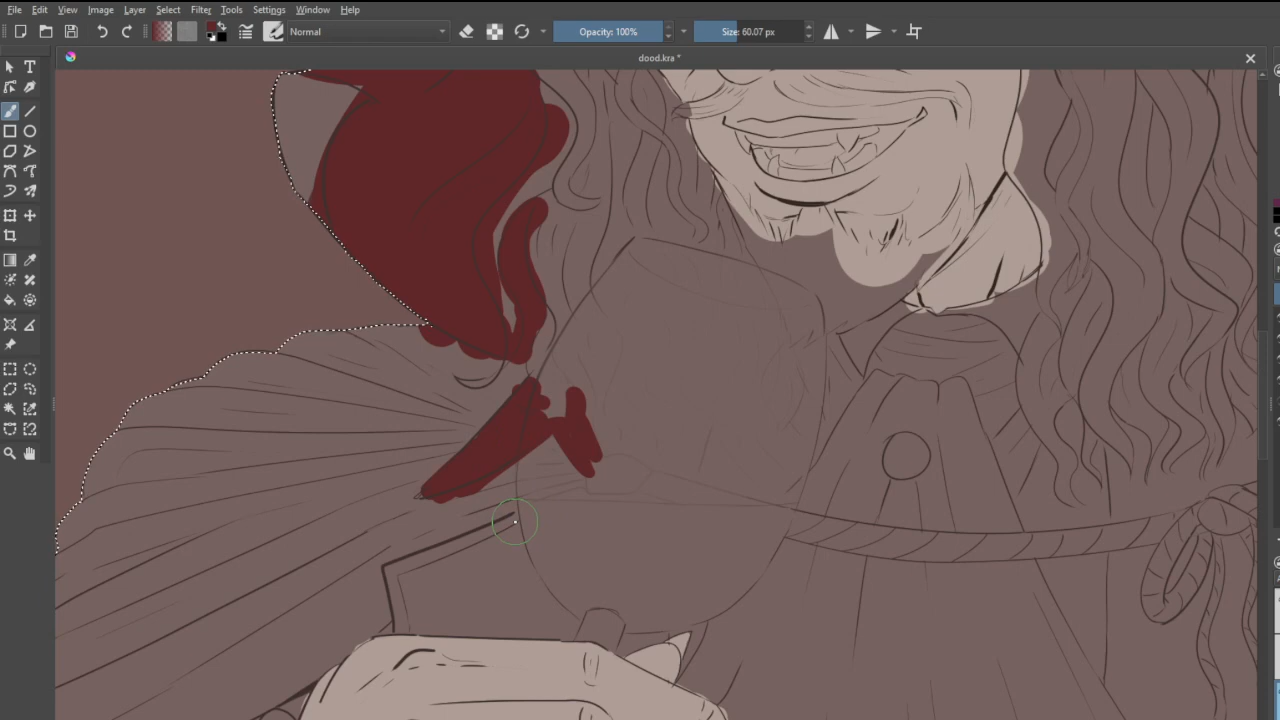 File Edit View Image Layer Select Filter Tools Settings Window Help
Normal Opacity: 100% Size: 60.07 px
dood.kra *